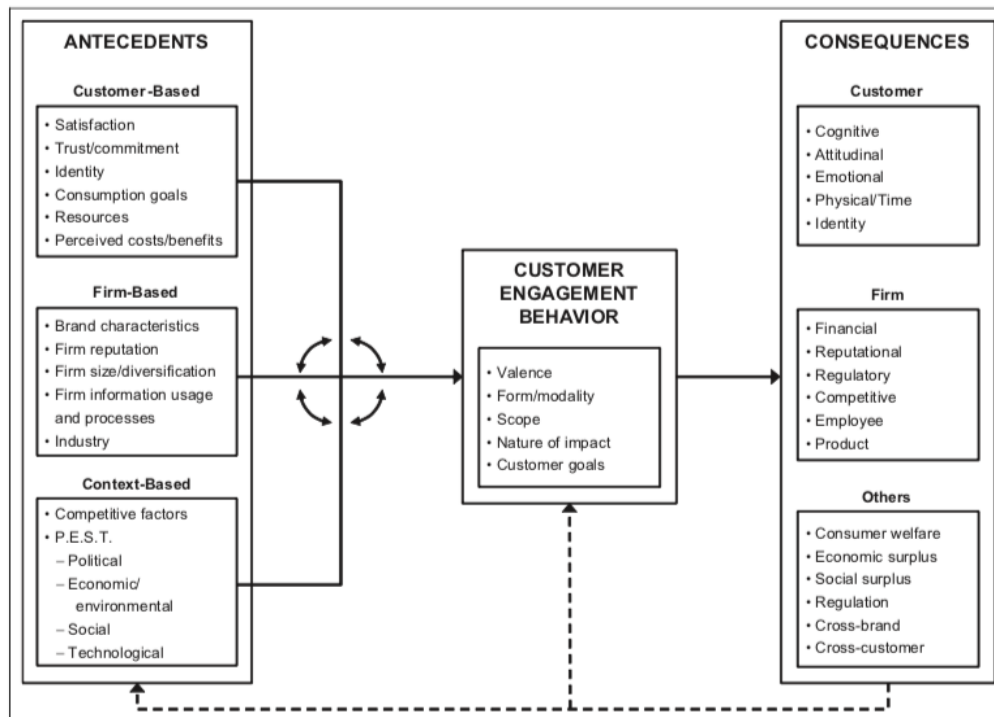 ANTECEDENTS
Customer-Based
• Satisfaction
• Trust/commitment
• Identity
• Consumption goals
• Resources
• Perceived costs/benefits
Firm-Based
• Brand characteristics
• Firm reputation
• Firm size/diversification
• Firm information usage
and processes
• Industry
Context-Based
• Competitive factors
• P.E.S.T.
– Political
– Economic/
environmental
– Social
– Technological
CUSTOMER
ENGAGEMENT
BEHAVIOR
• Valence
• Form/modality
• Scope
• Nature of impact
• Customer goals
CONSEQUENCES
Customer
• Cognitive
• Attitudinal
• Emotional
• Physical/Time
• Identity
Firm
• Financial
• Reputational
• Regulatory
• Competitive
• Employee
• Product
Others
• Consumer welfare
• Economic surplus
• Social surplus
• Regulation
• Cross-brand
• Cross-customer